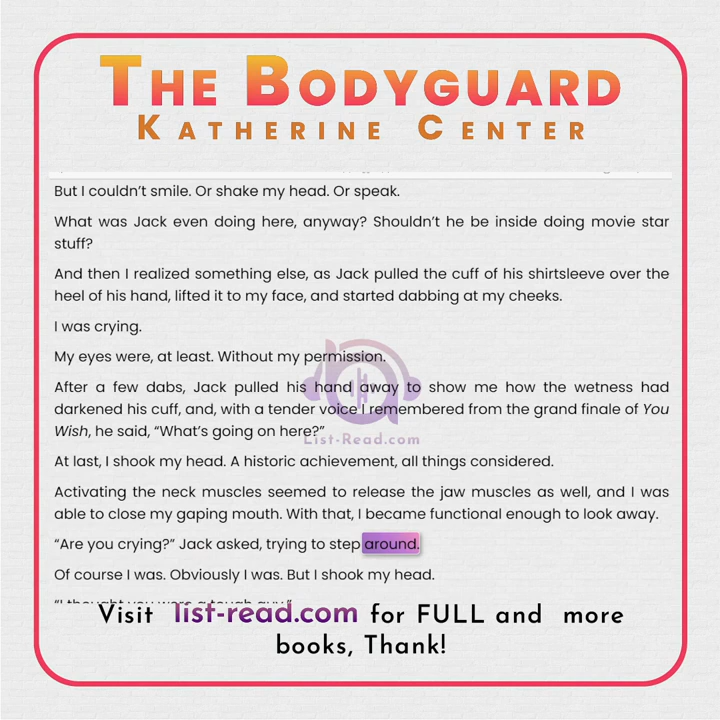 THE BODYGUARD
KATHERINE CENTER
But I couldn’t smile. Or shake my head. Or speak.
What was Jack even doing here, anyway? Shouldn’t he be inside doing movie star
stuff?
And then I realized something else, as Jack pulled the cuff of his shirtsleeve over the
heel of his hand, lifted it to my face, and started dabbing at my cheeks.
I was crying.
My eyes were, at least. Without my permission.
After a few dabs, Jack pulled his hand away to show me how the wetness had
darkened his cuff, and, with a tender voice I remembered from the grand finale of You
Wish, he said, “What’s going on here?”
List-Read.com
At last, I shook my head. A historic achievement, all things considered.
Activating the neck muscles seemed to release the jaw muscles as well, and I was
able to close my gaping mouth. With that, I became functional enough to look away.
“Are you crying?” Jack asked, trying to step around.
Of course I was. Obviously I was. But I shook my head.
“I thought you were a tough guy.”
Visit list-read.com for FULL and more
books, Thank!